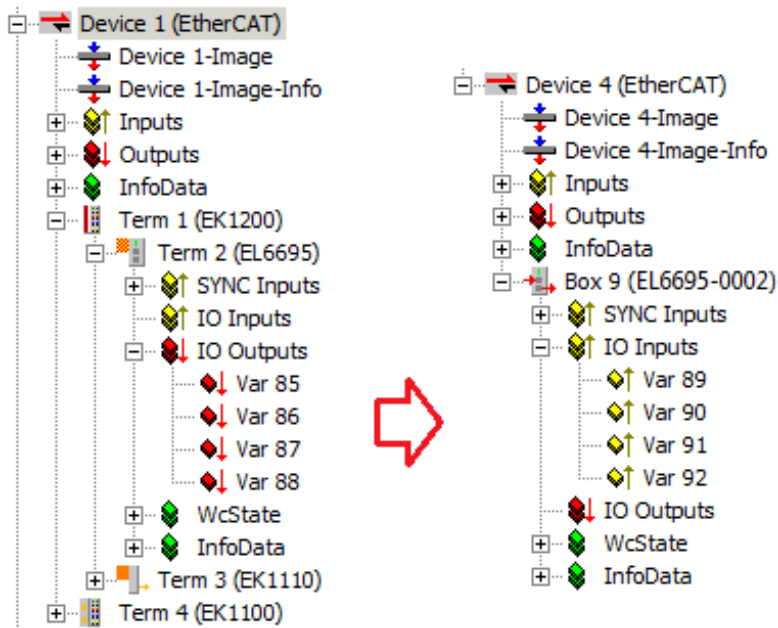 Device 1 (EtherCAT)
Device 1-Image
Device 1-Image-Info
Inputs
Outputs
InfoData
Term 1 (EK1200)
Term 2 (EL6695)
SYNC Inputs
IO Inputs
IO Outputs
Var 85
Var 86
Var 87
Var 88
WcState
InfoData
Term 3 (EK1110)
Term 4 (EK1100)
Device 4 (EtherCAT)
Device 4-Image
Device 4-Image-Info
Inputs
Outputs
InfoData
Box 9 (EL6695-0002)
SYNC Inputs
IO Inputs
Var 89
Var 90
Var 91
Var 92
IO Outputs
WcState
InfoData